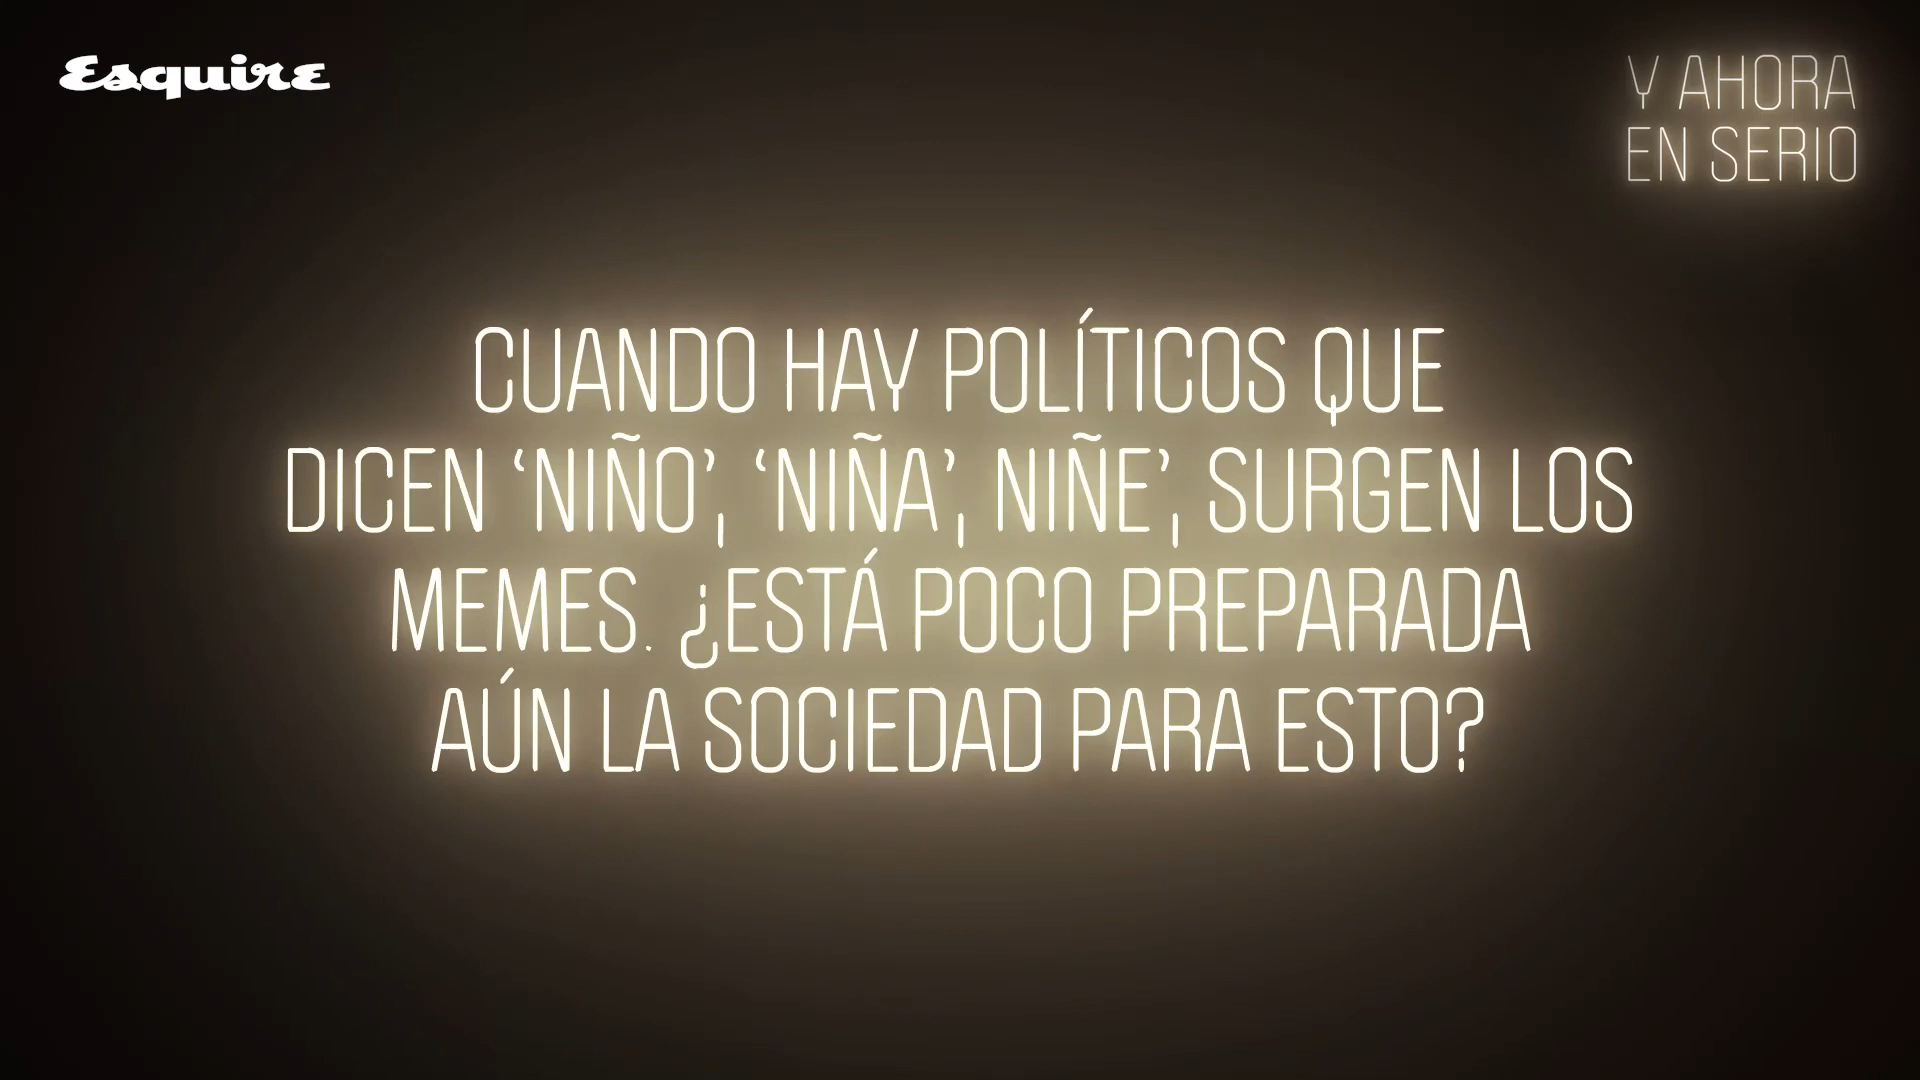 Esquire
Y AHORA
EN SERIO
CUANDO HAY POLÍTICOS QUE
DICEN ‘NIÑO’, ‘NIÑA’, NIÑE’, SURGEN LOS
MEMES. ¿ESTÁ POCO PREPARADA
AÚN LA SOCIEDAD PARA ESTO?